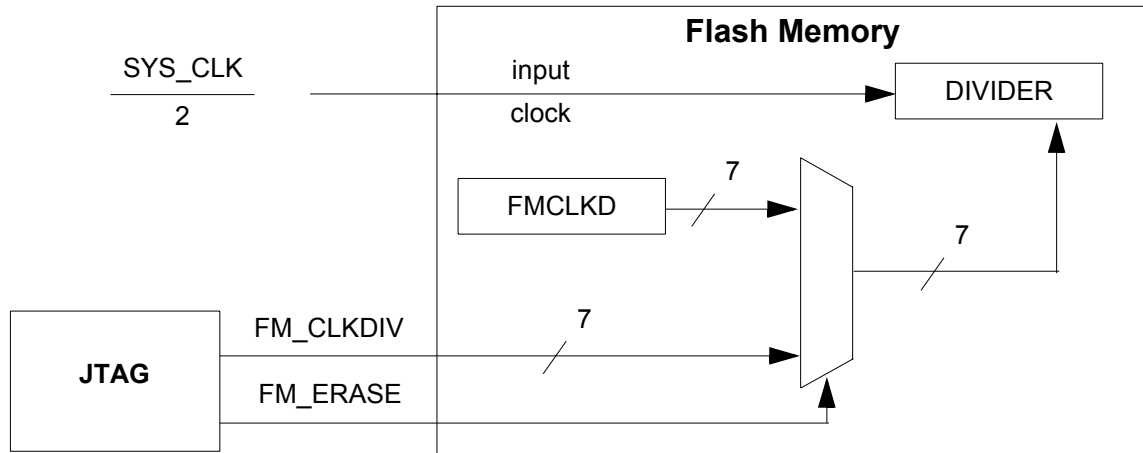 Flash Memory
SYS_CLK
2
input
clock
DIVIDER
7
FMCLKD
7
7
FM_CLKDIV
JTAG
FM_ERASE